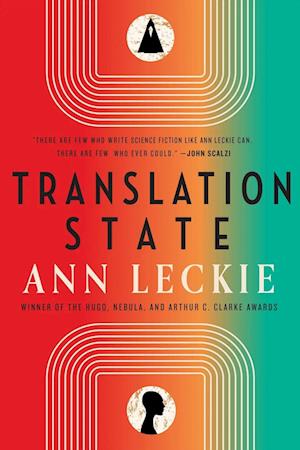 "THERE ARE FEW WHO WRITE SCIENCE FICTION LIKE ANN LECKIE CAN.
THERE ARE FEW WHO EVER COULD." —JOHN SCALZI
TRANSLATION
STATE
ANN LECKIE
WINNER OF THE HUGO, NEBULA, AND ARTHUR C. CLARKE AWARDS